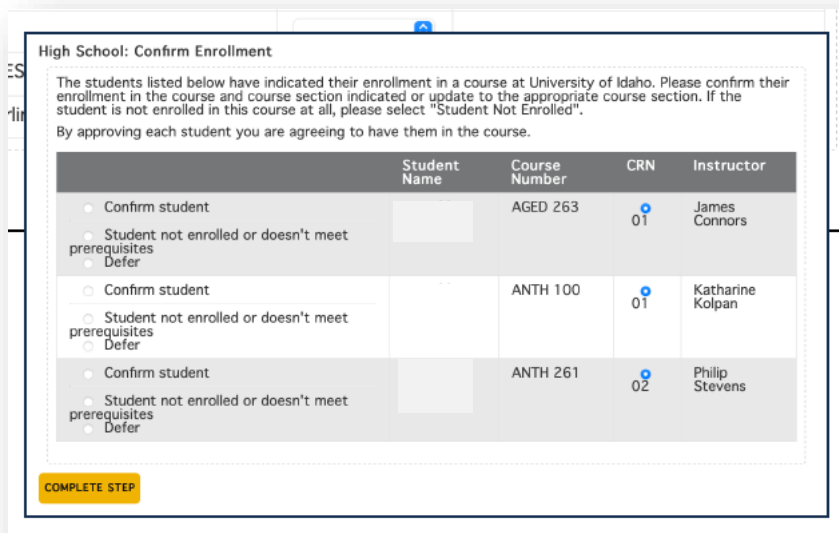 ES
High School: Confirm Enrollment
The students listed below have indicated their enrollment in a course at University of Idaho. Please confirm their
enrollment in the course and course section indicated or update to the appropriate course section. If the
student is not enrolled in this course at all, please select "Student Not Enrolled".
By approving each student you are agreeing to have them in the course.
Student Name Course Number CRN Instructor
Confirm student AGED 263 01 James Connors
Student not enrolled or doesn't meet
prerequisites
Defer
Confirm student ANTH 100 01 Katharine Kolpan
Student not enrolled or doesn't meet
prerequisites
Defer
Confirm student ANTH 261 02 Philip Stevens
Student not enrolled or doesn't meet
prerequisites
Defer
COMPLETE STEP